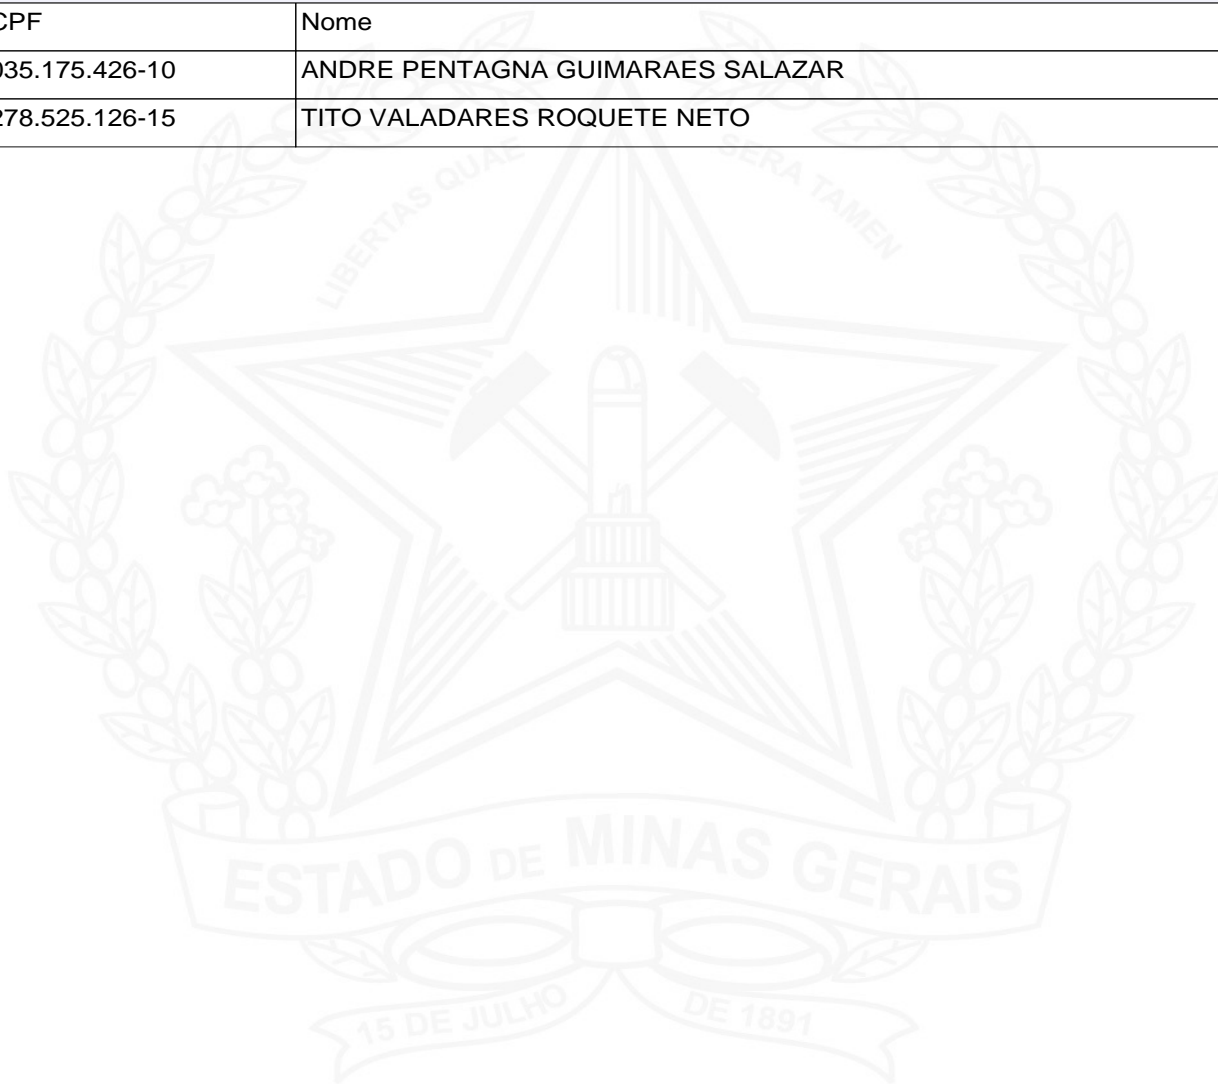 CPF Nome
035.175.426-10 ANDRE PENTAGNA GUIMARAES SALAZAR
278.525.126-15 TITO VALADARES ROQUETE NETO
LIBERTAS QUAE SERA TAMEN
ESTADO DE MINAS GERAIS
15 DE JULHO DE 1891